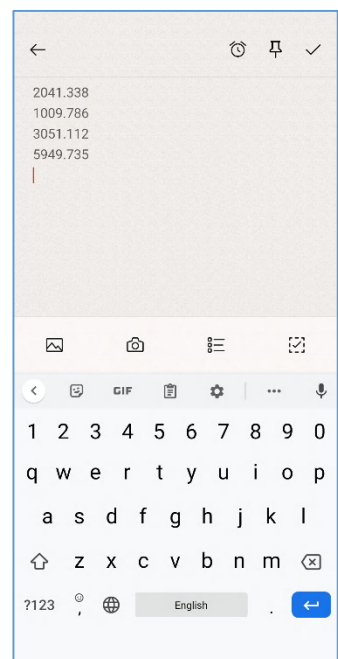 2041.338
1009.786
3051.112
5949.735
GIF
1 2 3 4 5 6 7 8 9 0
q w e r t y u i o p
a s d f g h j k l
z x c v b n m
?123 , English .